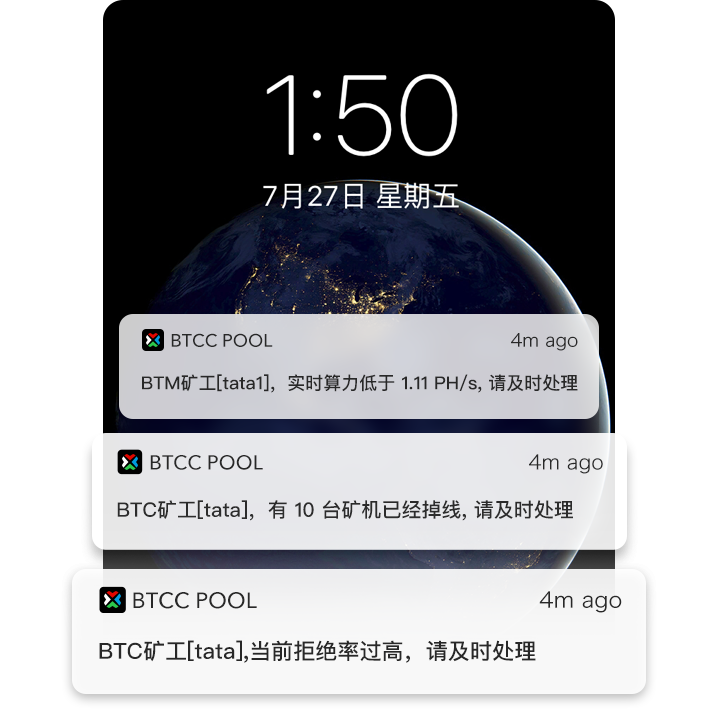 1:50
7月27日 星期五
BTCC POOL 4m ago
BTM矿工[tata1]，实时算力低于 1.11 PH/s, 请及时处理
BTCC POOL 4m ago
BTC矿工[tata]，有 10 台矿机已经掉线, 请及时处理
BTCC POOL 4m ago
BTC矿工[tata],当前拒绝率过高，请及时处理